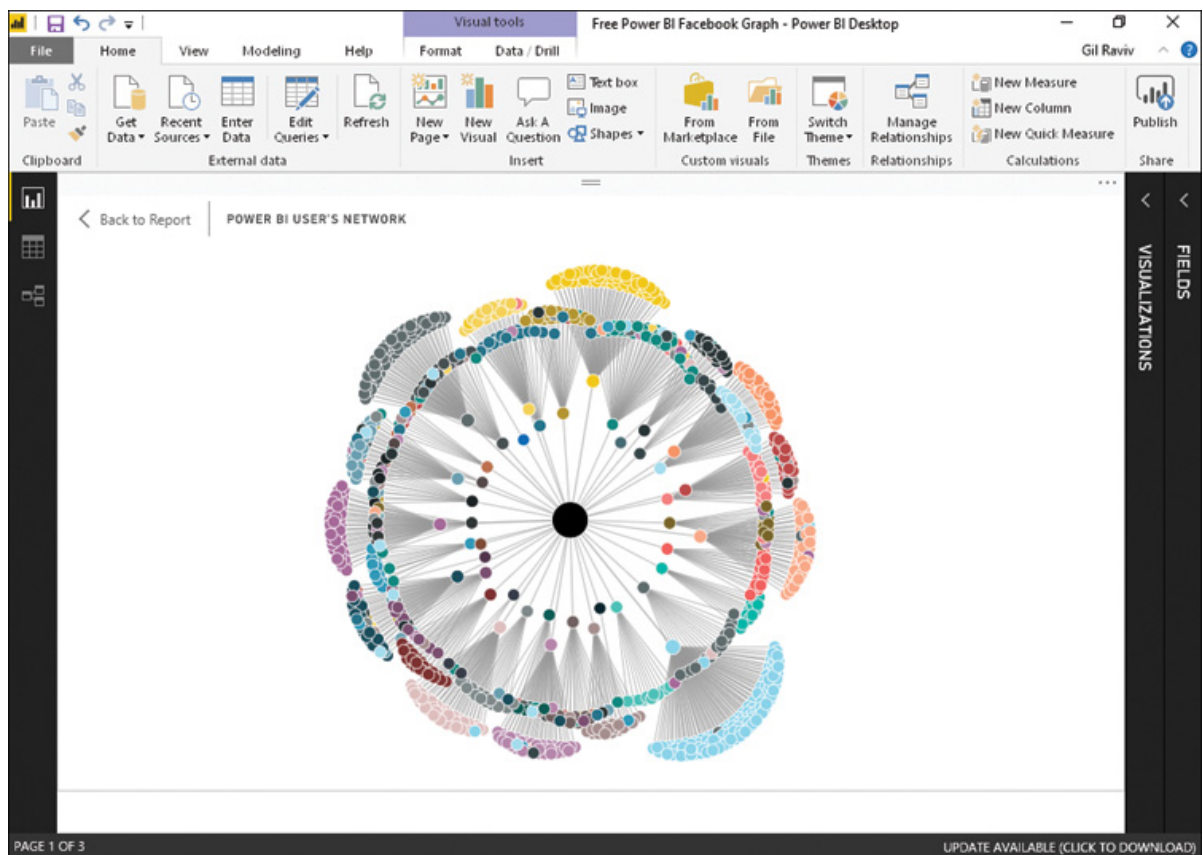 Visual tools
Free Power BI Facebook Graph - Power BI Desktop
File Home View Modeling Help Format Data / Drill Gil Raviv
Paste
Get Data
Recent Sources
Enter Data
Edit Queries
Refresh
New Page
New Visual
Ask A Question
Text box
Image
Shapes
From Marketplace
From File
Switch Theme
Manage Relationships
New Measure
New Column
New Quick Measure
Publish
Clipboard External data Insert Custom visuals Themes Relationships Calculations Share
Back to Report
POWER BI USER'S NETWORK
VISUALIZATIONS
FIELDS
PAGE 1 OF 3
UPDATE AVAILABLE (CLICK TO DOWNLOAD)